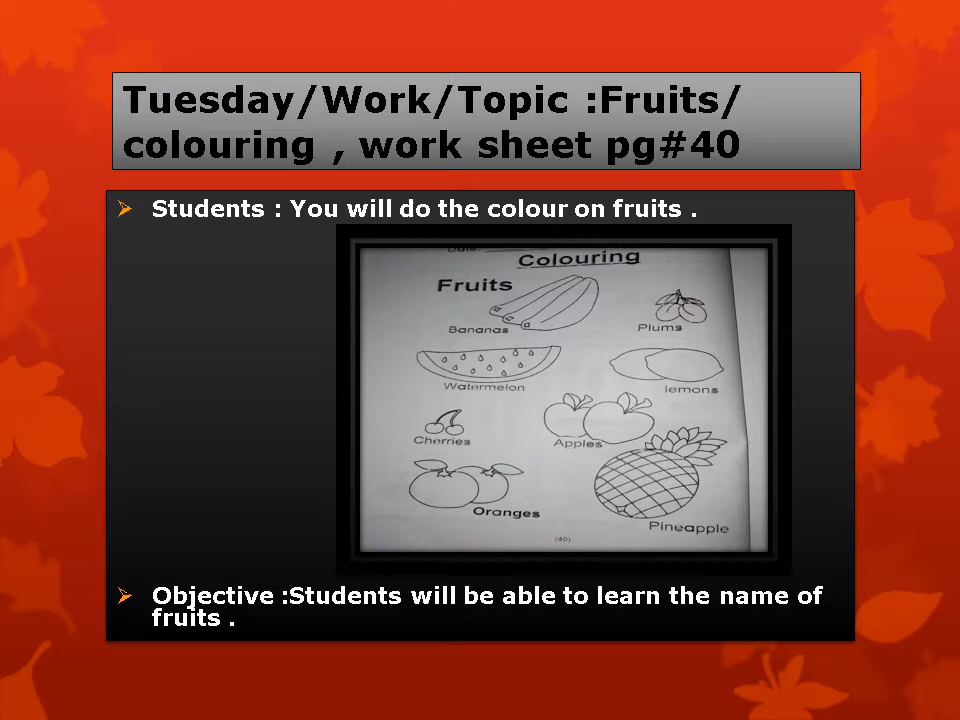 Tuesday/Work/Topic :Fruits/
colouring , work sheet pg#40
Students : You will do the colour on fruits .
Date:
Colouring
Fruits
Bananas
Plums
Watermelon
lemons
Cherries
Apples
Oranges
Pineapple
(40)
Objective :Students will be able to learn the name of
fruits .